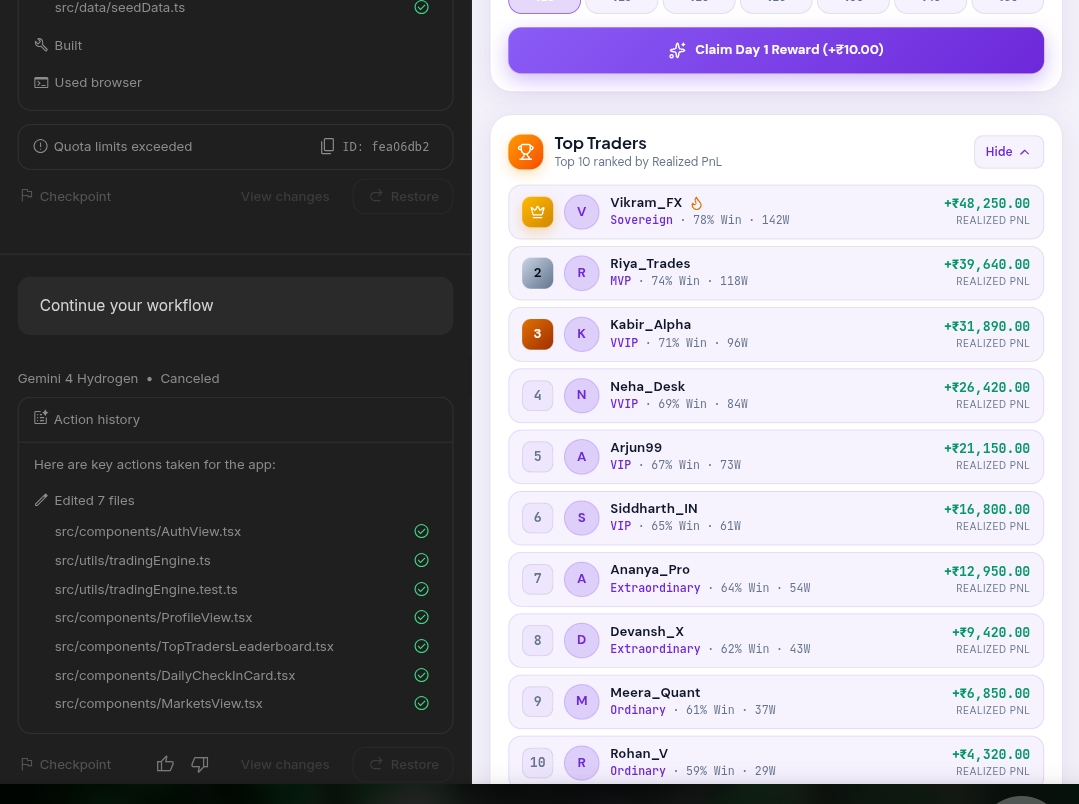 src/data/seedData.ts
Built
Used browser
Quota limits exceeded
ID: fea06db2
Checkpoint
View changes
Restore
Continue your workflow
Gemini 4 Hydrogen • Canceled
Action history
Here are key actions taken for the app:
Edited 7 files
src/components/AuthView.tsx
src/utils/tradingEngine.ts
src/utils/tradingEngine.test.ts
src/components/ProfileView.tsx
src/components/TopTradersLeaderboard.tsx
src/components/DailyCheckInCard.tsx
src/components/MarketsView.tsx
Checkpoint
View changes
Restore
Claim Day 1 Reward (+₹10.00)
Top Traders
Top 10 ranked by Realized PnL
Hide
V
Vikram_FX
Sovereign · 78% Win · 142W
+₹48,250.00
REALIZED PNL
2
R
Riya_Trades
MVP · 74% Win · 118W
+₹39,640.00
REALIZED PNL
3
K
Kabir_Alpha
VVIP · 71% Win · 96W
+₹31,890.00
REALIZED PNL
4
N
Neha_Desk
VVIP · 69% Win · 84W
+₹26,420.00
REALIZED PNL
5
A
Arjun99
VIP · 67% Win · 73W
+₹21,150.00
REALIZED PNL
6
S
Siddharth_IN
VIP · 65% Win · 61W
+₹16,800.00
REALIZED PNL
7
A
Ananya_Pro
Extraordinary · 64% Win · 54W
+₹12,950.00
REALIZED PNL
8
D
Devansh_X
Extraordinary · 62% Win · 43W
+₹9,420.00
REALIZED PNL
9
M
Meera_Quant
Ordinary · 61% Win · 37W
+₹6,850.00
REALIZED PNL
10
R
Rohan_V
Ordinary · 59% Win · 29W
+₹4,320.00
REALIZED PNL